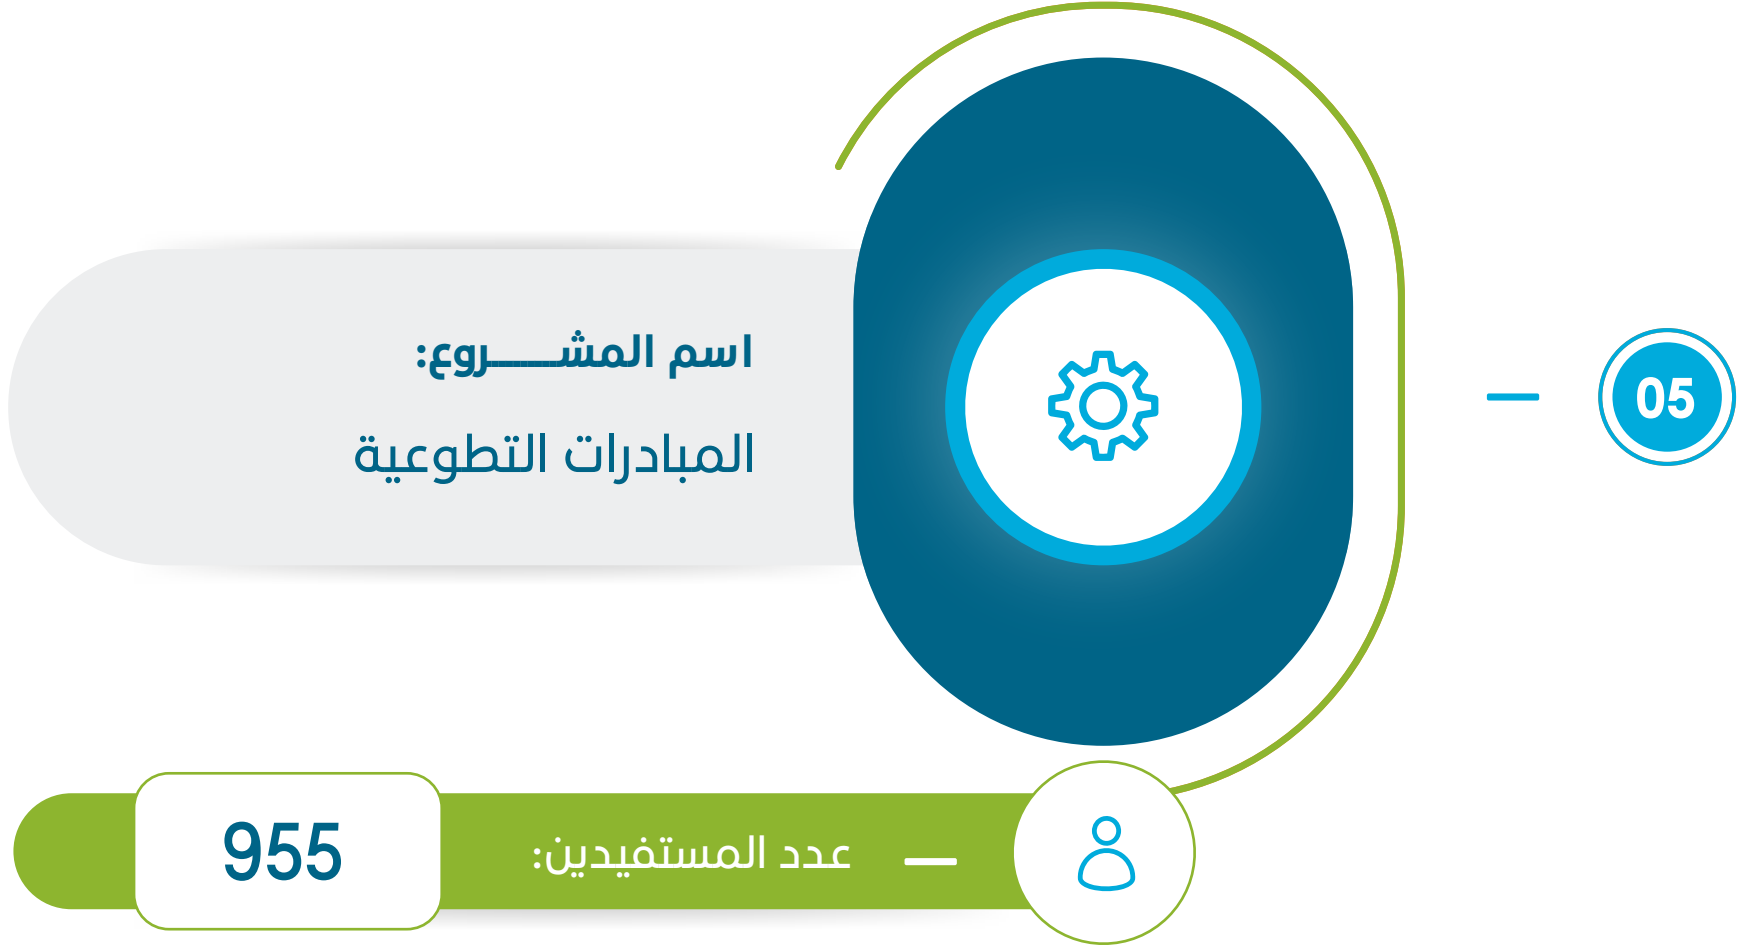 05
اسم المشـــــروع:
المبادرات التطوعية
عدد المستفيدين:
955